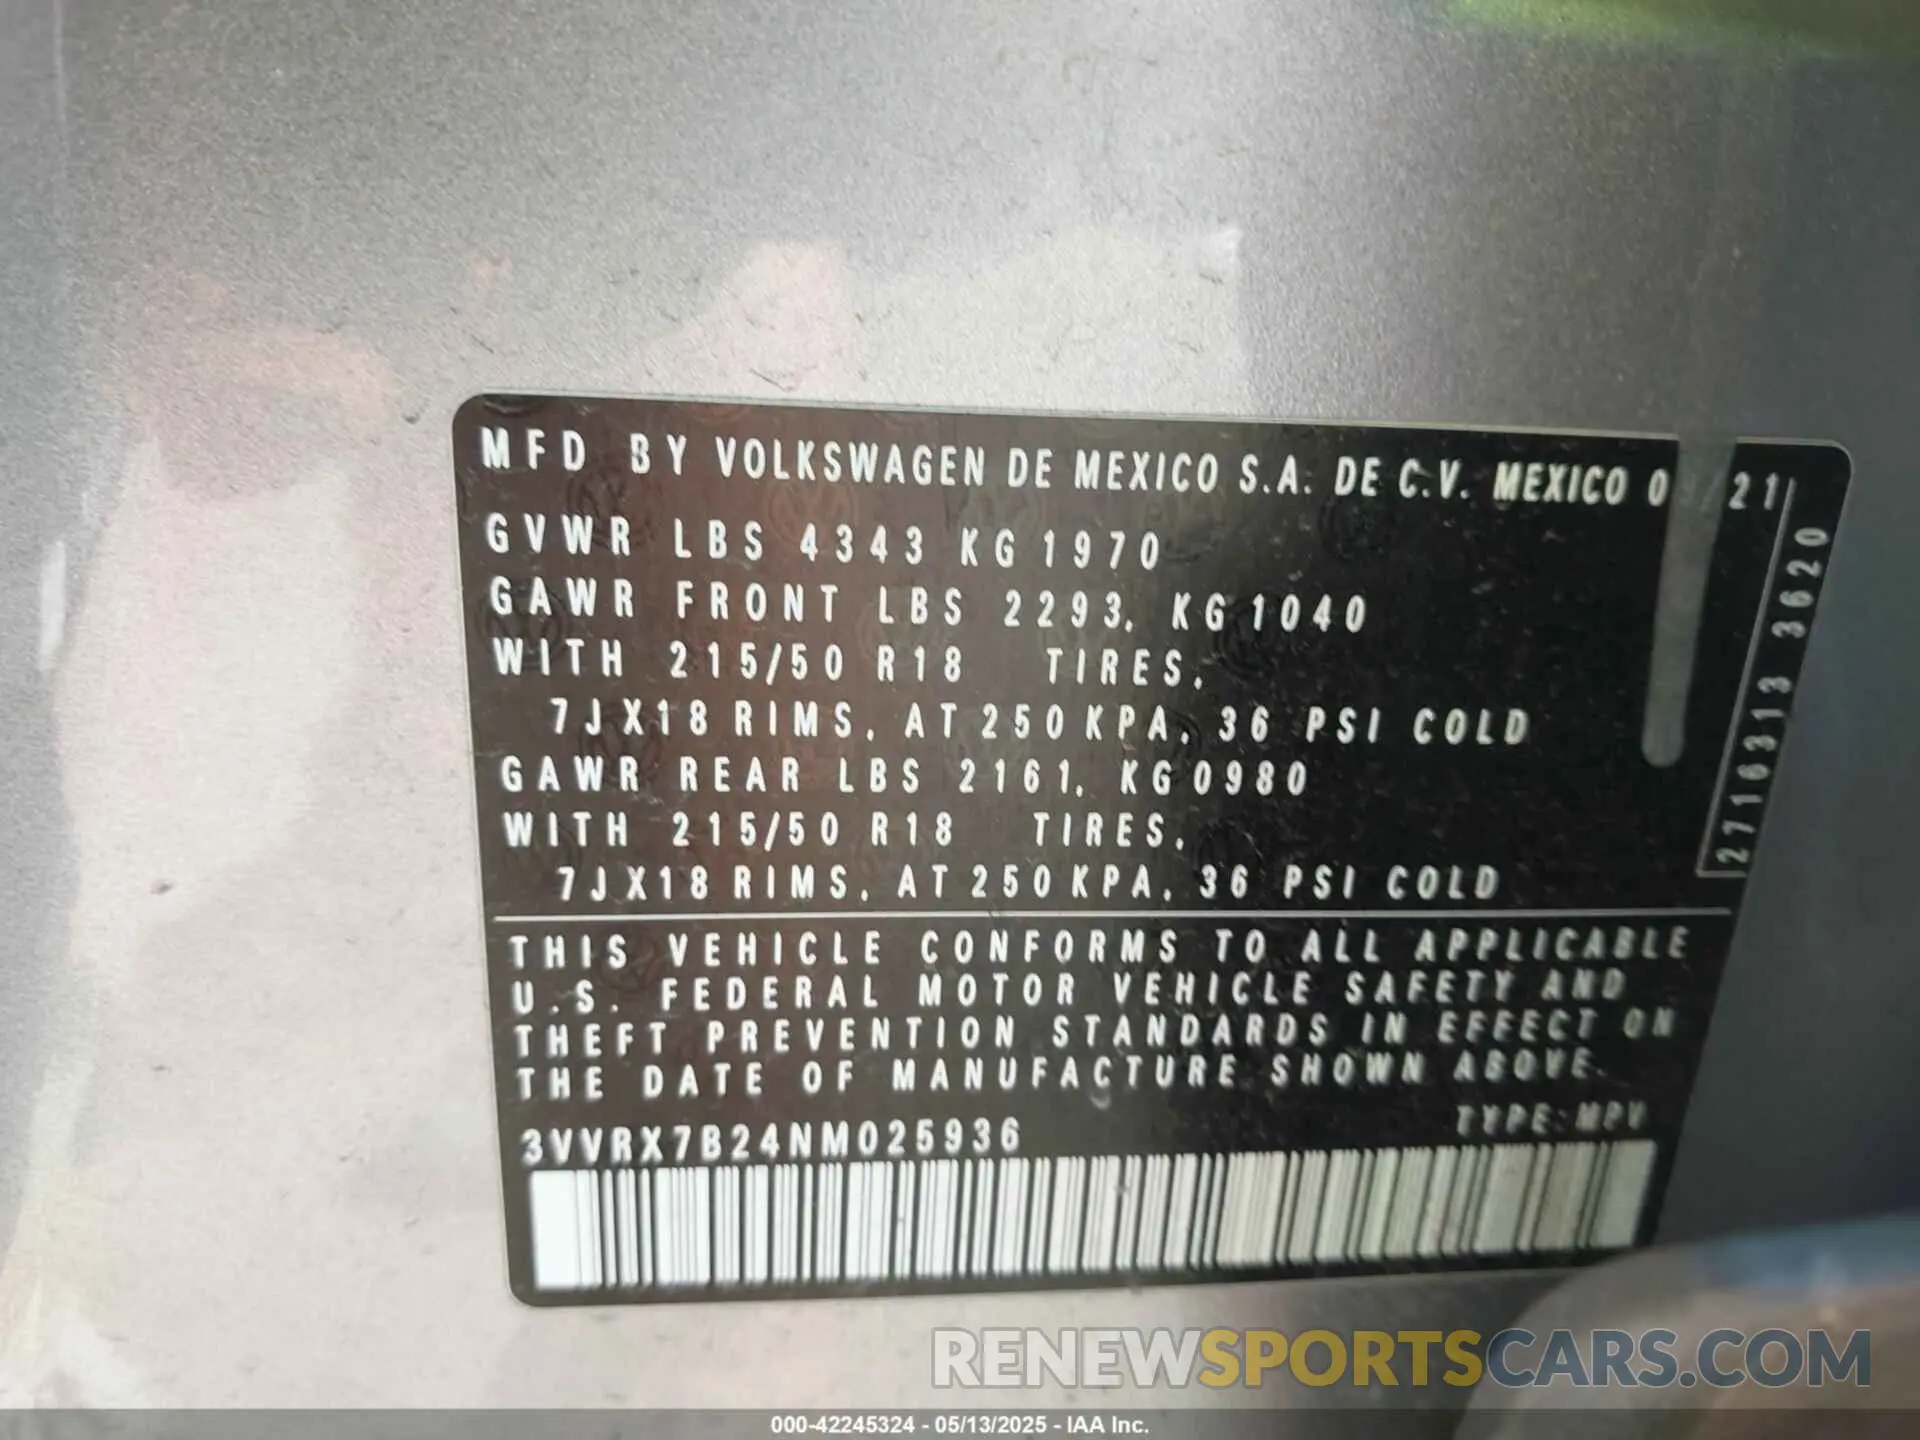 MFD BY VOLKSWAGEN DE MEXICO S.A. DE C.V. MEXICO 0 /21
GVWR LBS 4343 KG 1970
GAWR FRONT LBS 2293, KG 1040
WITH 215/50 R18 TIRES,
7JX18 RIMS, AT 250 KPA, 36 PSI COLD
GAWR REAR LBS 2161, KG 0980
WITH 215/50 R18 TIRES,
7JX18 RIMS, AT 250 KPA, 36 PSI COLD
2716313 3620
THIS VEHICLE CONFORMS TO ALL APPLICABLE
U.S. FEDERAL MOTOR VEHICLE SAFETY AND
THEFT PREVENTION STANDARDS IN EFFECT ON
THE DATE OF MANUFACTURE SHOWN ABOVE.
TYPE: MPV
3VVRX7B24NM025936
RENEWSPORTSCARS.COM
000-42245324 - 05/13/2025 - IAA Inc.